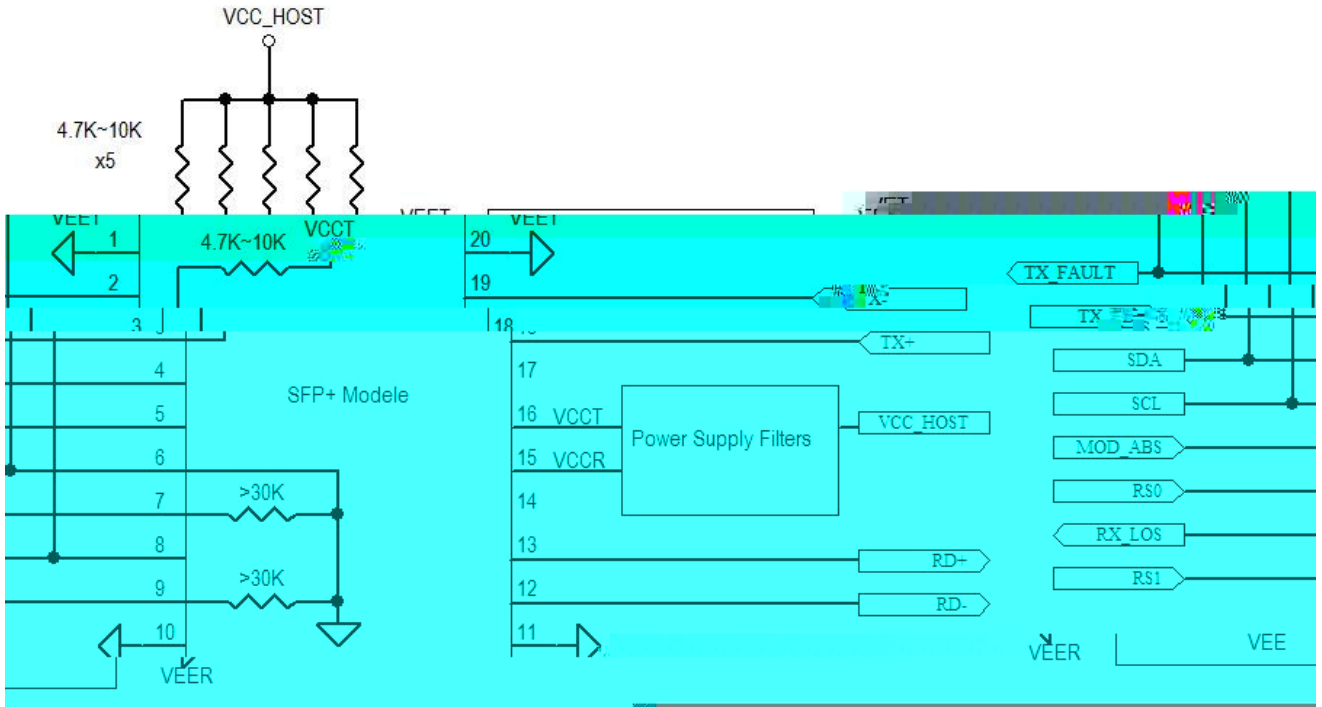 VCC_HOST
4.7K~10K
x5
VEET
VEET
VEET
1
4.7K~10K
VCCT
20
2
19
TX_FAULT
3
18
TX+
4
17
SDA
SFP+ Modele
5
16 VCCT
Power Supply Filters
VCC_HOST
SCL
6
15 VCCR
MOD_ABS
7
>30K
14
RS0
8
13
RD+
RX_LOS
9
>30K
12
RD-
RS1
10
11
VEER
VEER
VEE